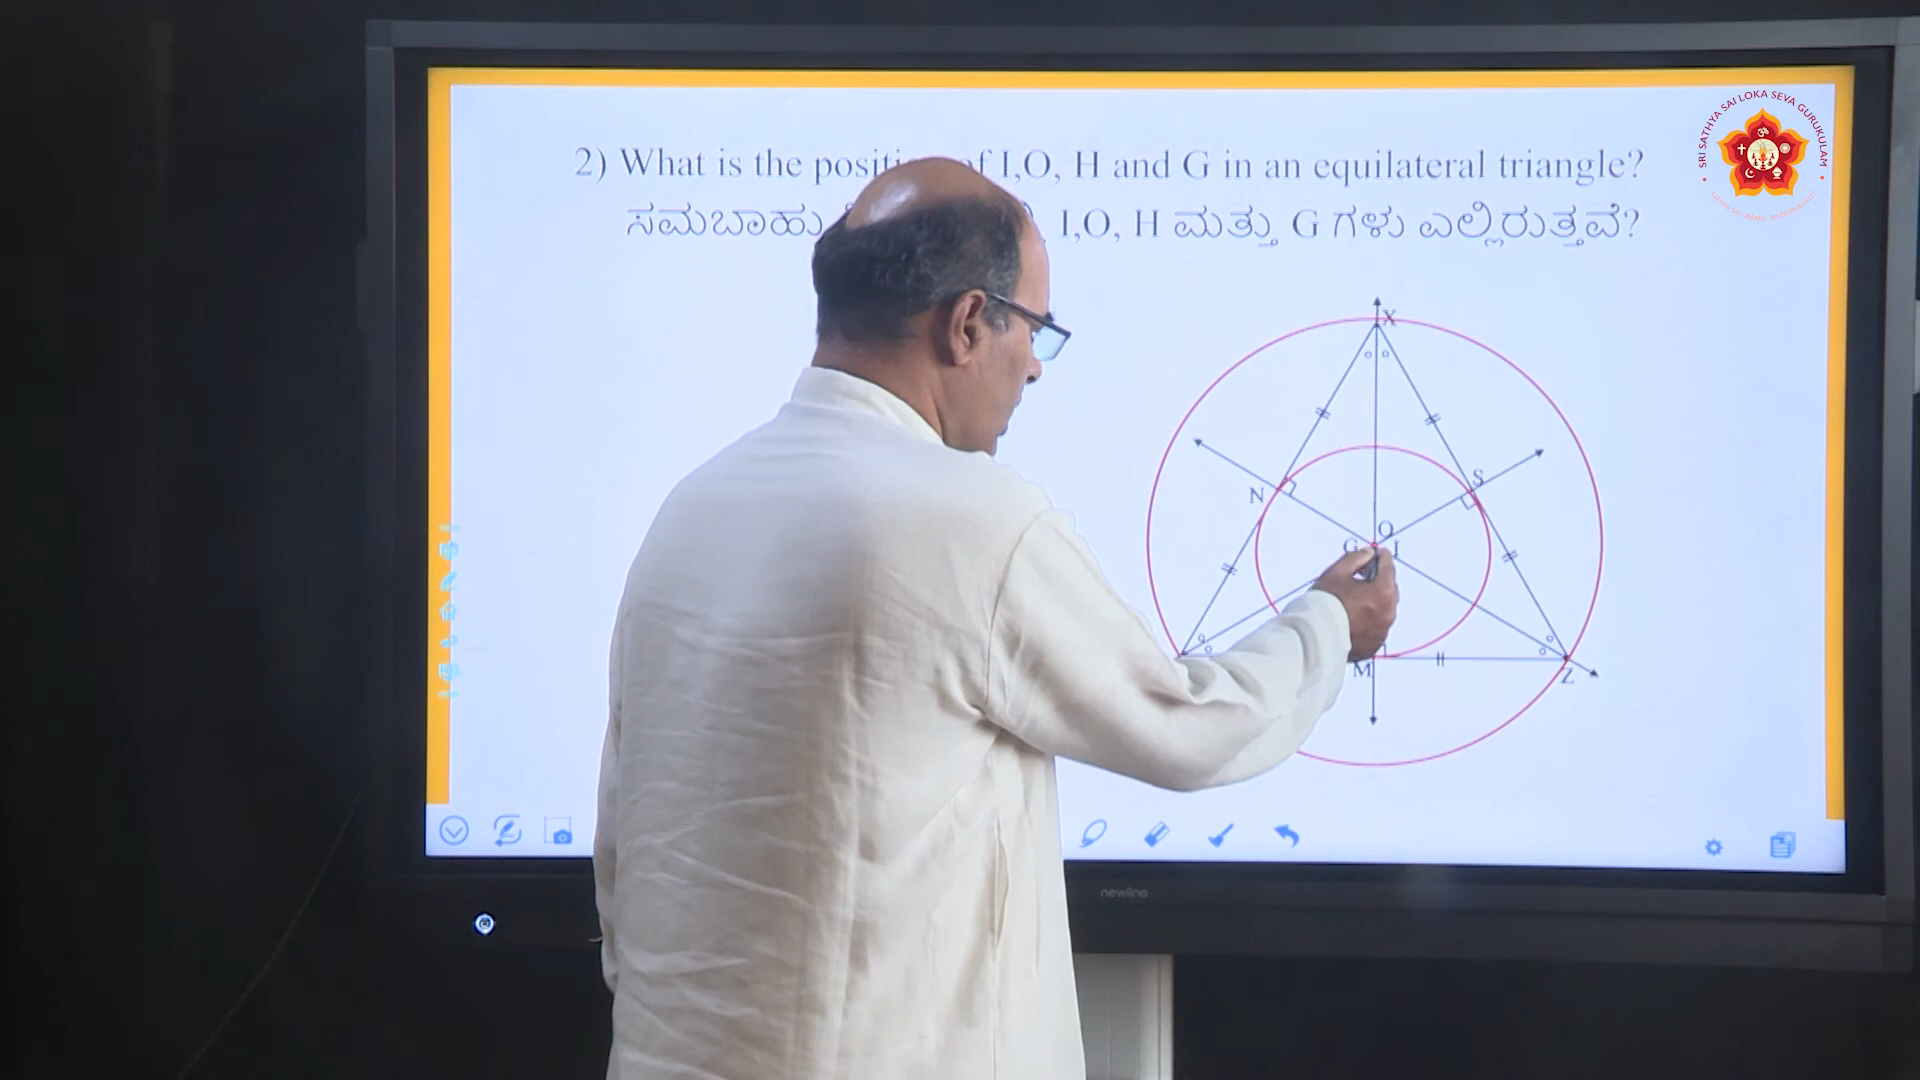 2) What is the of I,O, H and G in an equilateral triangle?
ಸಮಬಾಹು I,O, H ಮತ್ತು G ಗಳು ಎಲ್ಲಿರುತ್ತವೆ?
SRI SATHYA SAI LOKA SEVA GURUKULAM
X
N
S
O
G
I
M
Z
newline